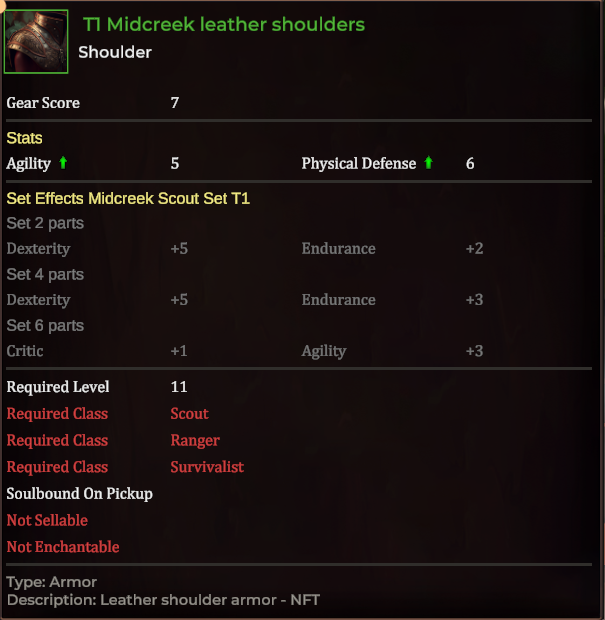 T1 Midcreek leather shoulders
Shoulder
Gear Score 7
Stats
Agility 5 Physical Defense 6
Set Effects Midcreek Scout Set T1
Set 2 parts
Dexterity +5 Endurance +2
Set 4 parts
Dexterity +5 Endurance +3
Set 6 parts
Critic +1 Agility +3
Required Level 11
Required Class Scout
Required Class Ranger
Required Class Survivalist
Soulbound On Pickup
Not Sellable
Not Enchantable
Type: Armor
Description: Leather shoulder armor - NFT